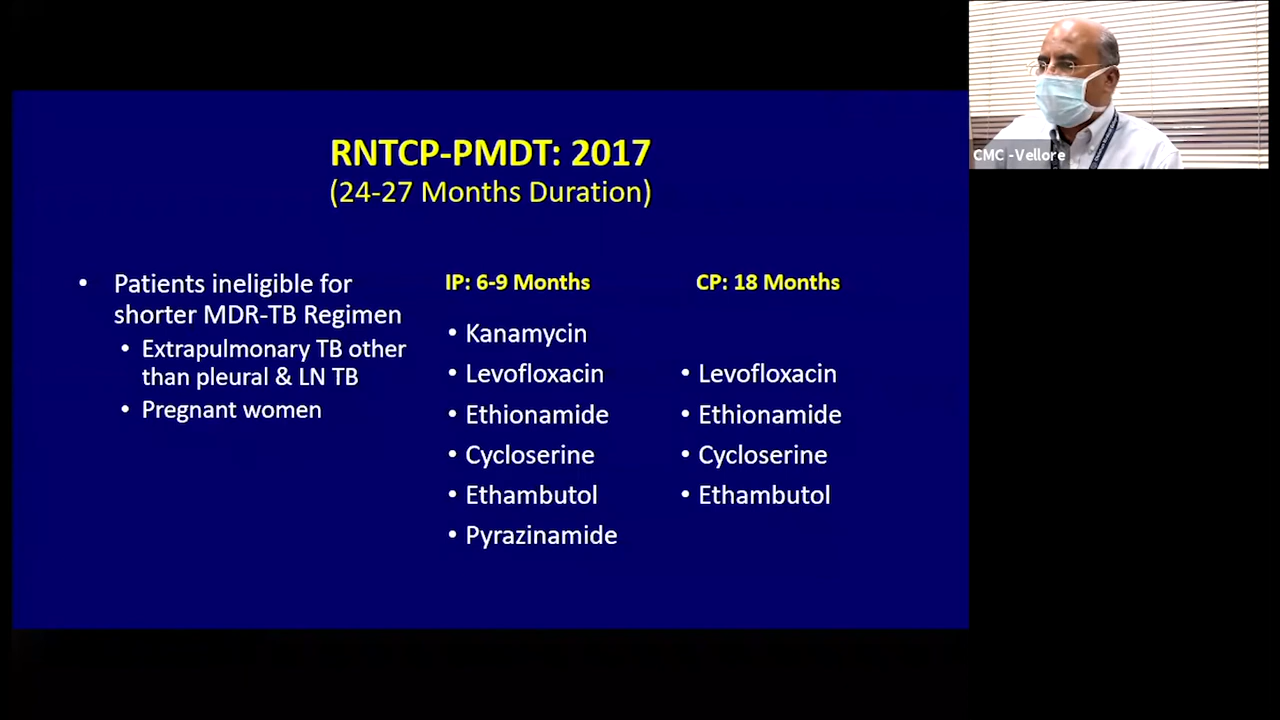 RNTCP-PMDT: 2017
(24-27 Months Duration)
• Patients ineligible for
shorter MDR-TB Regimen
• Extrapulmonary TB other
than pleural & LN TB
• Pregnant women
IP: 6-9 Months
• Kanamycin
• Levofloxacin
• Ethionamide
• Cycloserine
• Ethambutol
• Pyrazinamide
CP: 18 Months
• Levofloxacin
• Ethionamide
• Cycloserine
• Ethambutol
CMC -Vellore